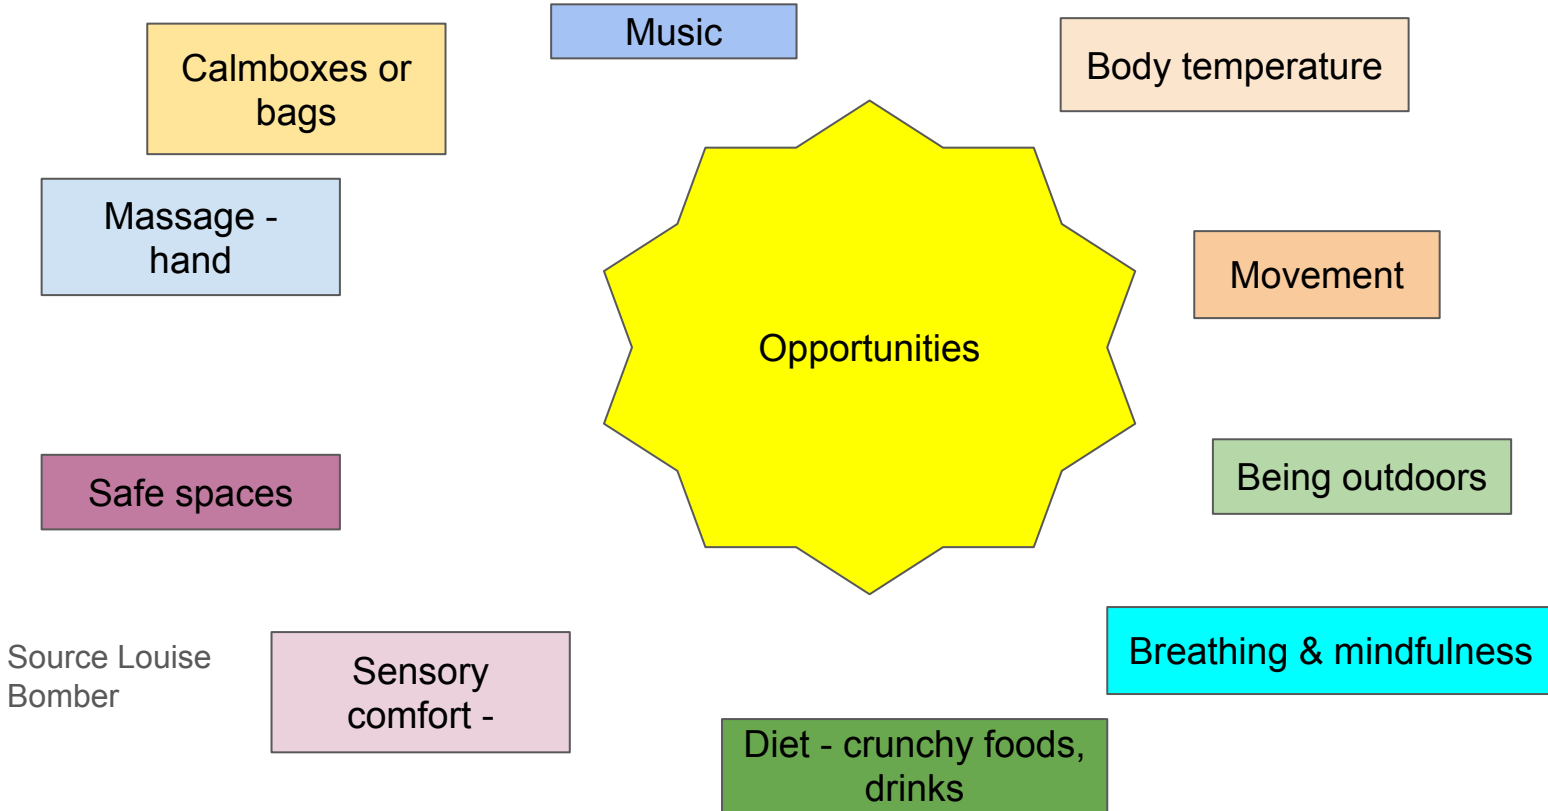 Music
Calmboxes or
bags
Body temperature
Massage -
hand
Movement
Opportunities
Safe spaces
Being outdoors
Source Louise
Bomber
Sensory
comfort -
Breathing & mindfulness
Diet - crunchy foods,
drinks